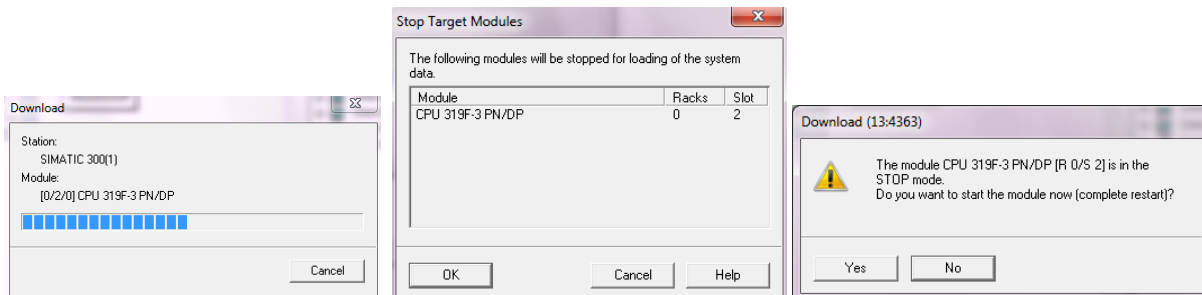 Download
Station:
SIMATIC 300(1)
Module:
[0/2/0] CPU 319F-3 PN/DP
Cancel
Stop Target Modules
The following modules will be stopped for loading of the system
data.
Module Racks Slot
CPU 319F-3 PN/DP 0 2
OK Cancel Help
Download (13:4363)
The module CPU 319F-3 PN/DP [R 0/S 2] is in the
STOP mode.
Do you want to start the module now (complete restart)?
Yes No